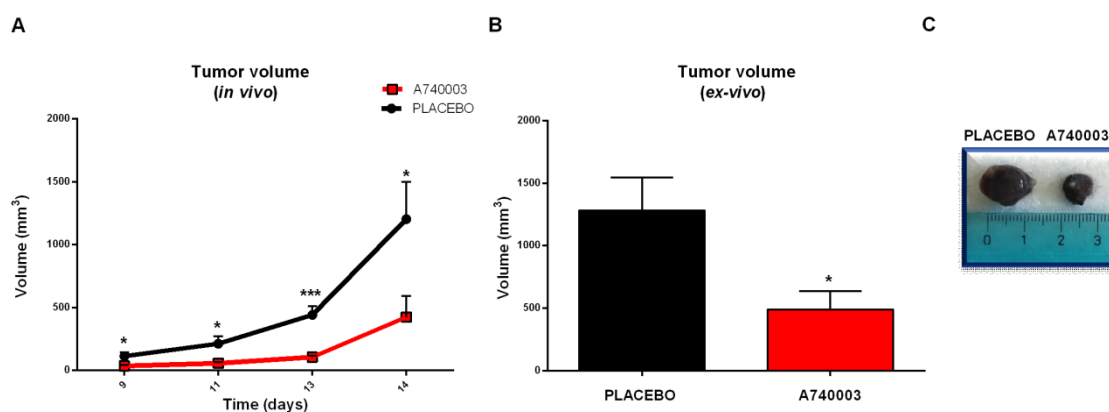 A
Tumor volume
(in vivo)
A740003
PLACEBO
2000
1500
1000
500
0
Volume (mm³)
*
*
***
*
9
11
13
14
Time (days)
B
Tumor volume
(ex-vivo)
2000
1500
1000
500
0
Volume (mm³)
*
PLACEBO
A740003
C
PLACEBO A740003
0 1 2 3